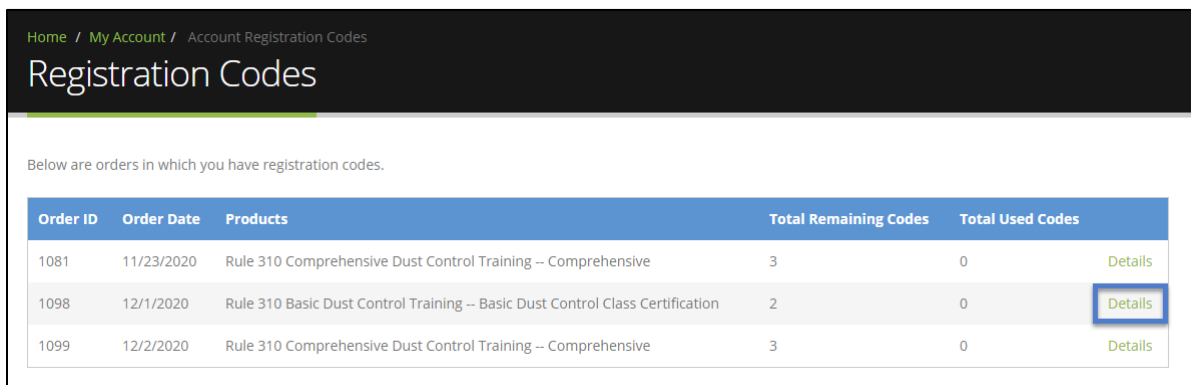 Home / My Account / Account Registration Codes
Registration Codes
Below are orders in which you have registration codes.
Order ID Order Date Products Total Remaining Codes Total Used Codes
1081 11/23/2020 Rule 310 Comprehensive Dust Control Training -- Comprehensive 3 0 Details
1098 12/1/2020 Rule 310 Basic Dust Control Training -- Basic Dust Control Class Certification 2 0 Details
1099 12/2/2020 Rule 310 Comprehensive Dust Control Training -- Comprehensive 3 0 Details